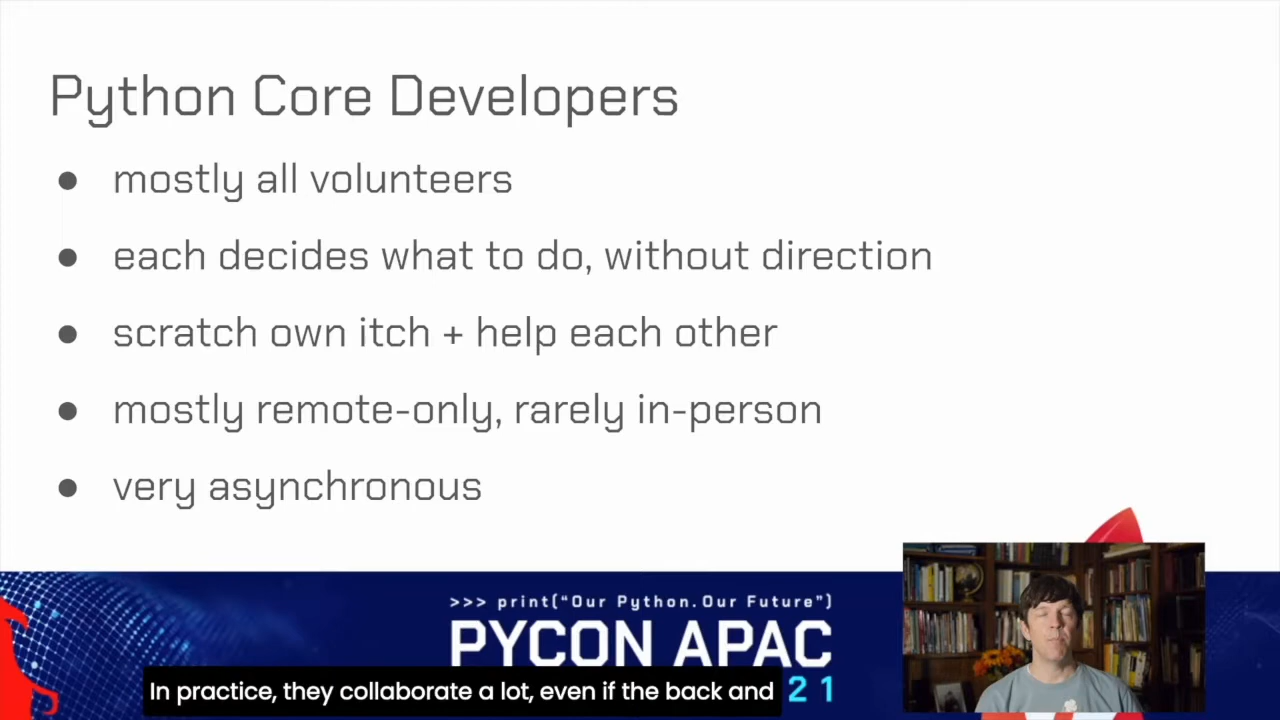 Python Core Developers
● mostly all volunteers
● each decides what to do, without direction
● scratch own itch + help each other
● mostly remote-only, rarely in-person
● very asynchronous
>>> print("Our Python.Our Future")
PYCON APAC
21
In practice, they collaborate a lot, even if the back and